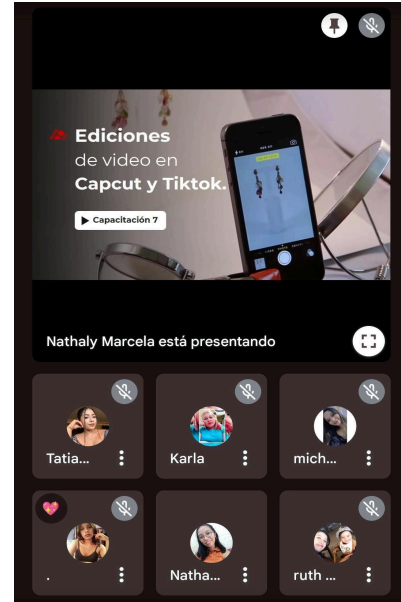 Ediciones
de video en
Capcut y Tiktok.
Capacitación 7
Nathaly Marcela está presentando
Tatia...
Karla
mich...
.
Natha...
ruth ...